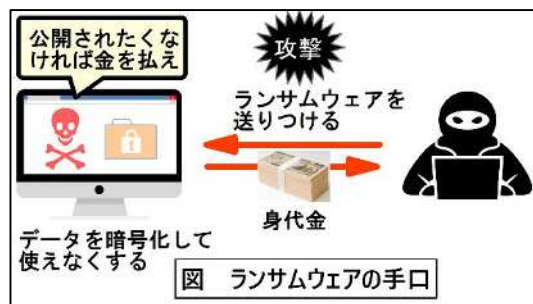 公開されたくな
ければ金を払え
攻撃
ランサムウェアを
送りつける
身代金
データを暗号化して
使えなくする
図 ランサムウェアの手口